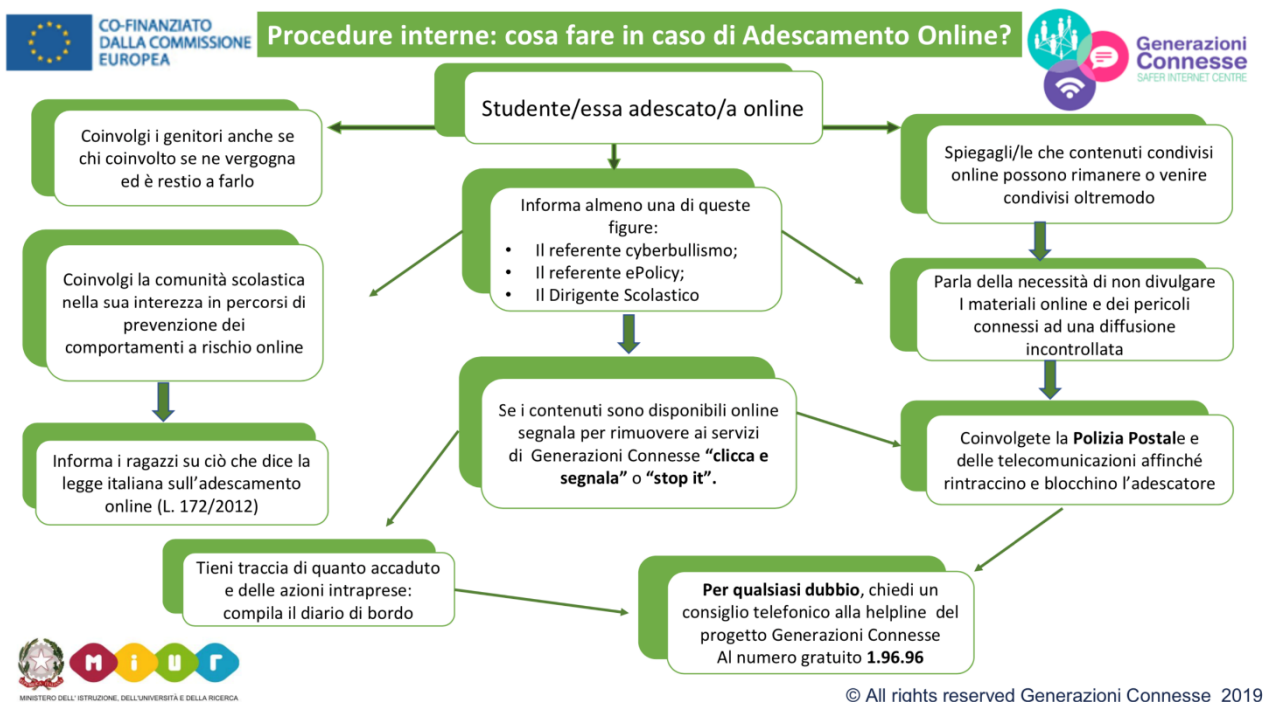 CO-FINANZIATO
DALLA COMMISSIONE
EUROPEA
Procedure interne: cosa fare in caso di Adescamento Online?
Generazioni
Connesse
SAFER INTERNET CENTRE
Studente/essa adescato/a online
Coinvolgi i genitori anche se
chi coinvolto se ne vergogna
ed è restio a farlo
Spiegagli/le che contenuti condivisi
online possono rimanere o venire
condivisi oltremodo
Informa almeno una di queste
figure:
• Il referente cyberbullismo;
• Il referente ePolicy;
• Il Dirigente Scolastico
Coinvolgi la comunità scolastica
nella sua interezza in percorsi di
prevenzione dei
comportamenti a rischio online
Parla della necessità di non divulgare
I materiali online e dei pericoli
connessi ad una diffusione
incontrollata
Se i contenuti sono disponibili online
segnala per rimuovere ai servizi
di Generazioni Connesse “clicca e
segnala” o “stop it”.
Coinvolgete la Polizia Postale e
delle telecomunicazioni affinché
rintraccino e blocchino l’adescatore
Informa i ragazzi su ciò che dice la
legge italiana sull’adescamento
online (L. 172/2012)
Tieni traccia di quanto accaduto
e delle azioni intraprese:
compila il diario di bordo
Per qualsiasi dubbio, chiedi un
consiglio telefonico alla helpline del
progetto Generazioni Connesse
Al numero gratuito 1.96.96
miur
MINISTERO DELL' ISTRUZIONE, DELL'UNIVERSITÀ E DELLA RICERCA
© All rights reserved Generazioni Connesse 2019